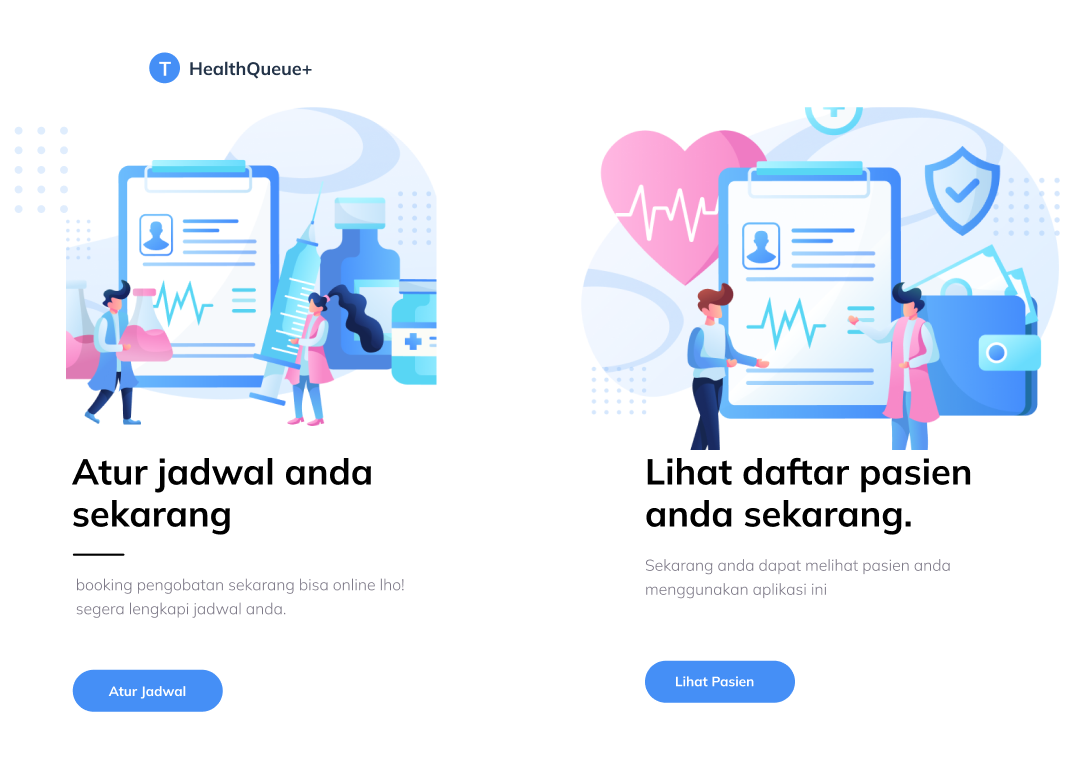 T HealthQueue+
Atur jadwal anda
sekarang
booking pengobatan sekarang bisa online lho!
segera lengkapi jadwal anda.
Atur Jadwal
Lihat daftar pasien
anda sekarang.
Sekarang anda dapat melihat pasien anda
menggunakan aplikasi ini
Lihat Pasien